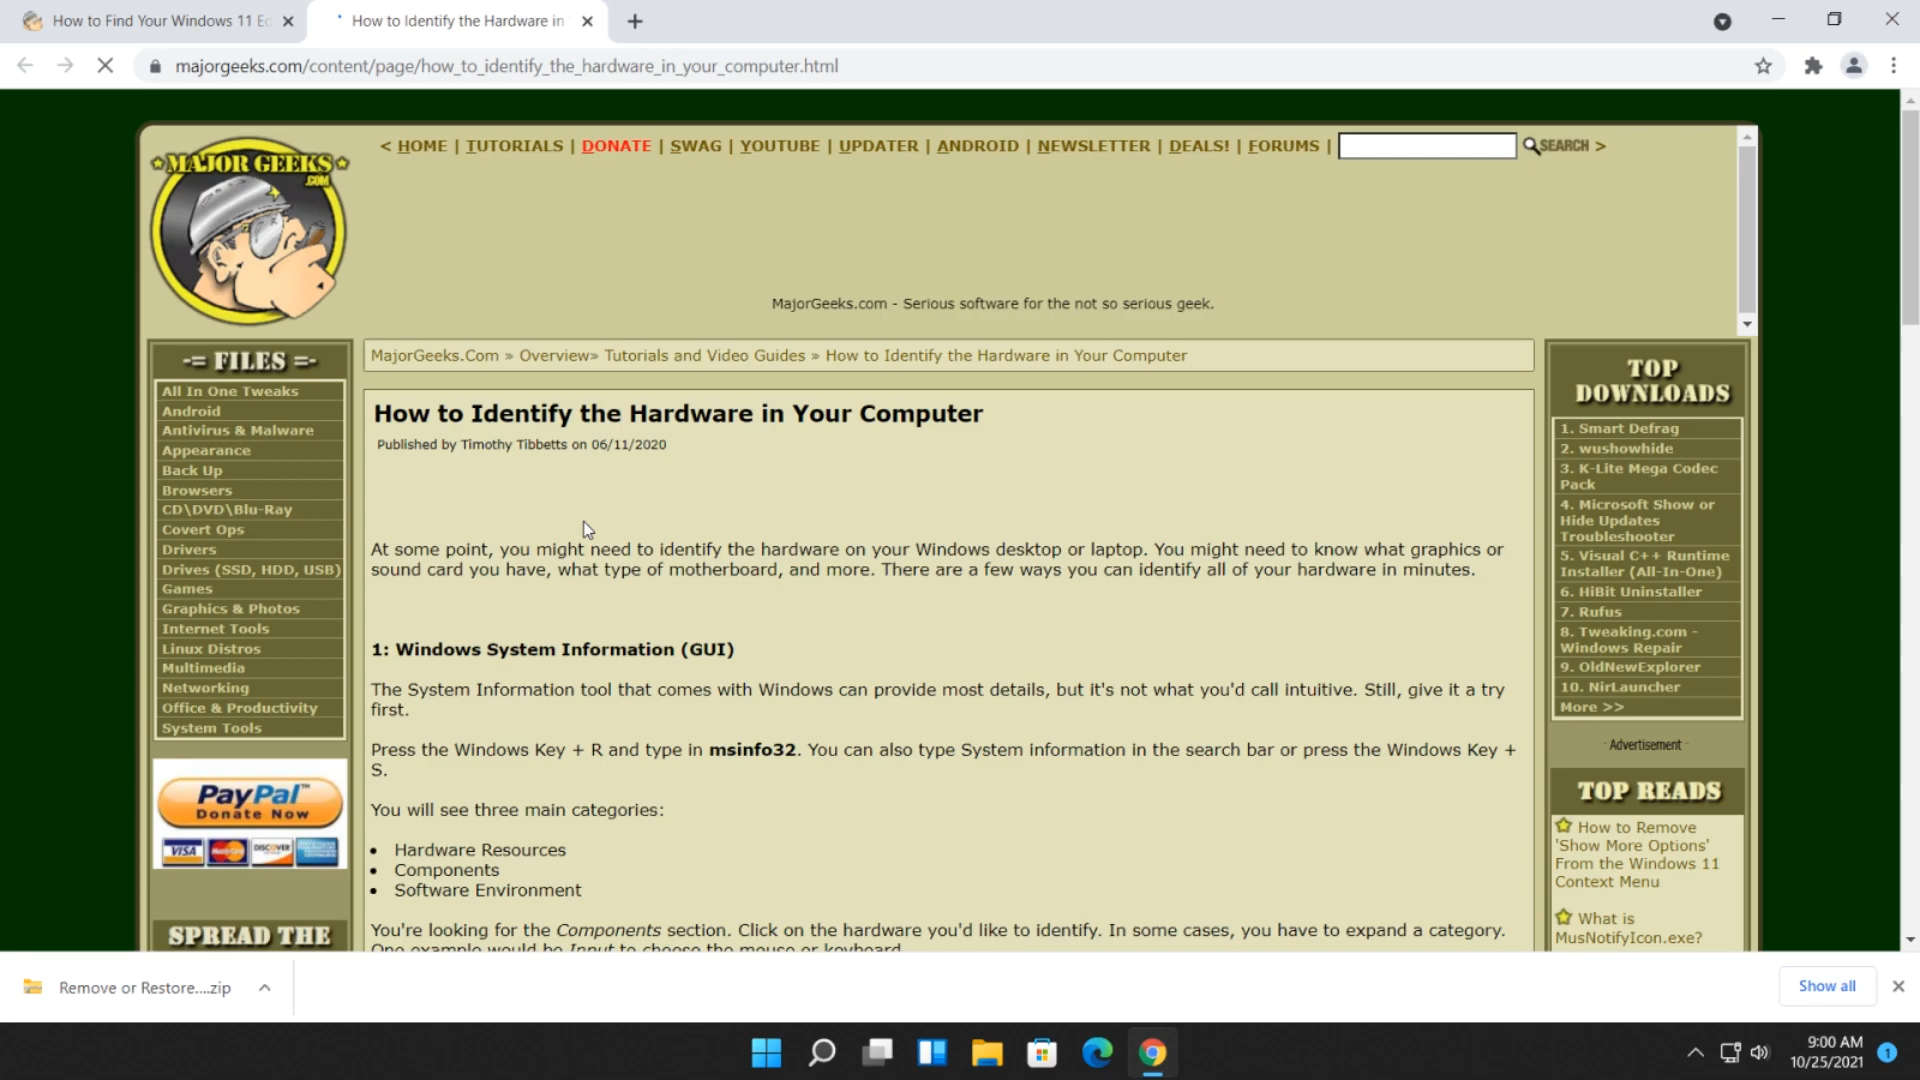 How to Find Your Windows 11 Ed
How to Identify the Hardware in
majorgeeks.com/content/page/how_to_identify_the_hardware_in_your_computer.html
MAJOR GEEKS
.COM
< HOME | TUTORIALS | DONATE | SWAG | YOUTUBE | UPDATER | ANDROID | NEWSLETTER | DEALS! | FORUMS | SEARCH >
MajorGeeks.com - Serious software for the not so serious geek.
-= FILES =-
All In One Tweaks
Android
Antivirus & Malware
Appearance
Back Up
Browsers
CD\DVD\Blu-Ray
Covert Ops
Drivers
Drives (SSD, HDD, USB)
Games
Graphics & Photos
Internet Tools
Linux Distros
Multimedia
Networking
Office & Productivity
System Tools
PayPal™
Donate Now
VISA MasterCard DISCOVER
SPREAD THE
MajorGeeks.Com » Overview» Tutorials and Video Guides » How to Identify the Hardware in Your Computer
How to Identify the Hardware in Your Computer
Published by Timothy Tibbetts on 06/11/2020
At some point, you might need to identify the hardware on your Windows desktop or laptop. You might need to know what graphics or
sound card you have, what type of motherboard, and more. There are a few ways you can identify all of your hardware in minutes.
1: Windows System Information (GUI)
The System Information tool that comes with Windows can provide most details, but it's not what you'd call intuitive. Still, give it a try
first.
Press the Windows Key + R and type in msinfo32. You can also type System information in the search bar or press the Windows Key +
S.
You will see three main categories:
• Hardware Resources
• Components
• Software Environment
You're looking for the Components section. Click on the hardware you'd like to identify. In some cases, you have to expand a category.
One example would be Input to choose the mouse or keyboard.
TOP
DOWNLOADS
1. Smart Defrag
2. wushowhide
3. K-Lite Mega Codec
Pack
4. Microsoft Show or
Hide Updates
Troubleshooter
5. Visual C++ Runtime
Installer (All-In-One)
6. HiBit Uninstaller
7. Rufus
8. Tweaking.com -
Windows Repair
9. OldNewExplorer
10. NirLauncher
More >>
- Advertisement -
TOP READS
How to Remove
'Show More Options'
From the Windows 11
Context Menu
What is
MusNotifyIcon.exe?
Remove or Restore....zip
Show all
9:00 AM
10/25/2021
1